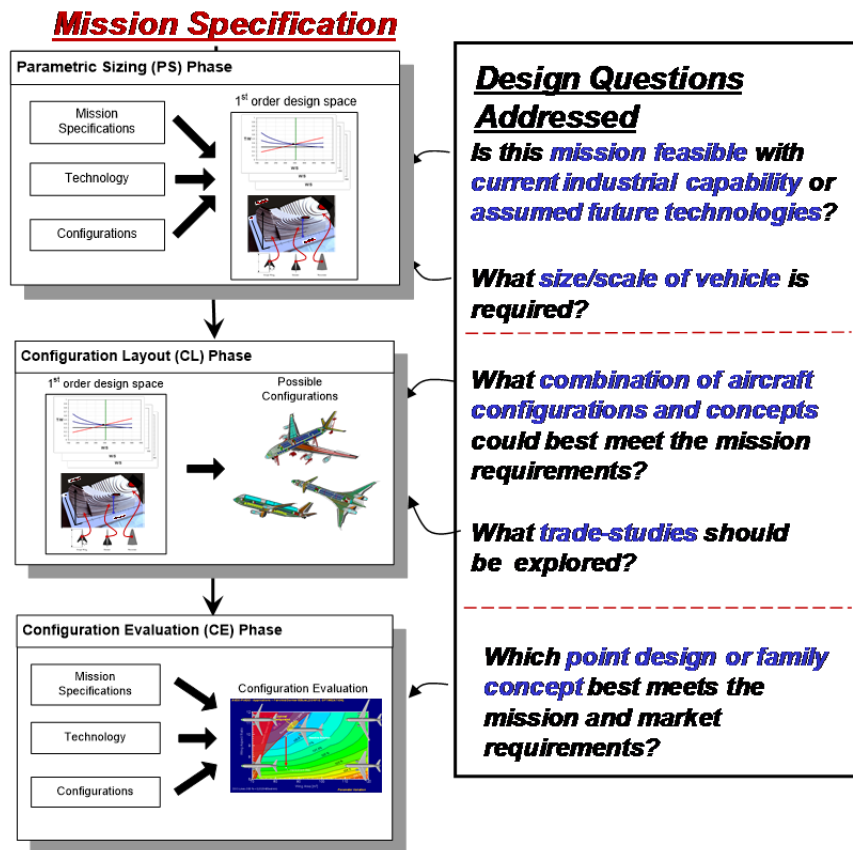 Mission Specification
Parametric Sizing (PS) Phase
Mission
Specifications
Technology
Configurations
1st order design space
T/W
W/S
W/S
W/S
Configuration Layout (CL) Phase
1st order design space
T/W
W/S
W/S
W/S
Possible
Configurations
Configuration Evaluation (CE) Phase
Mission
Specifications
Technology
Configurations
Configuration Evaluation
Design Questions
Addressed
Is this mission feasible with
current industrial capability or
assumed future technologies?
What size/scale of vehicle is
required?
What combination of aircraft
configurations and concepts
could best meet the mission
requirements?
What trade-studies should
be explored?
Which point design or family
concept best meets the
mission and market
requirements?